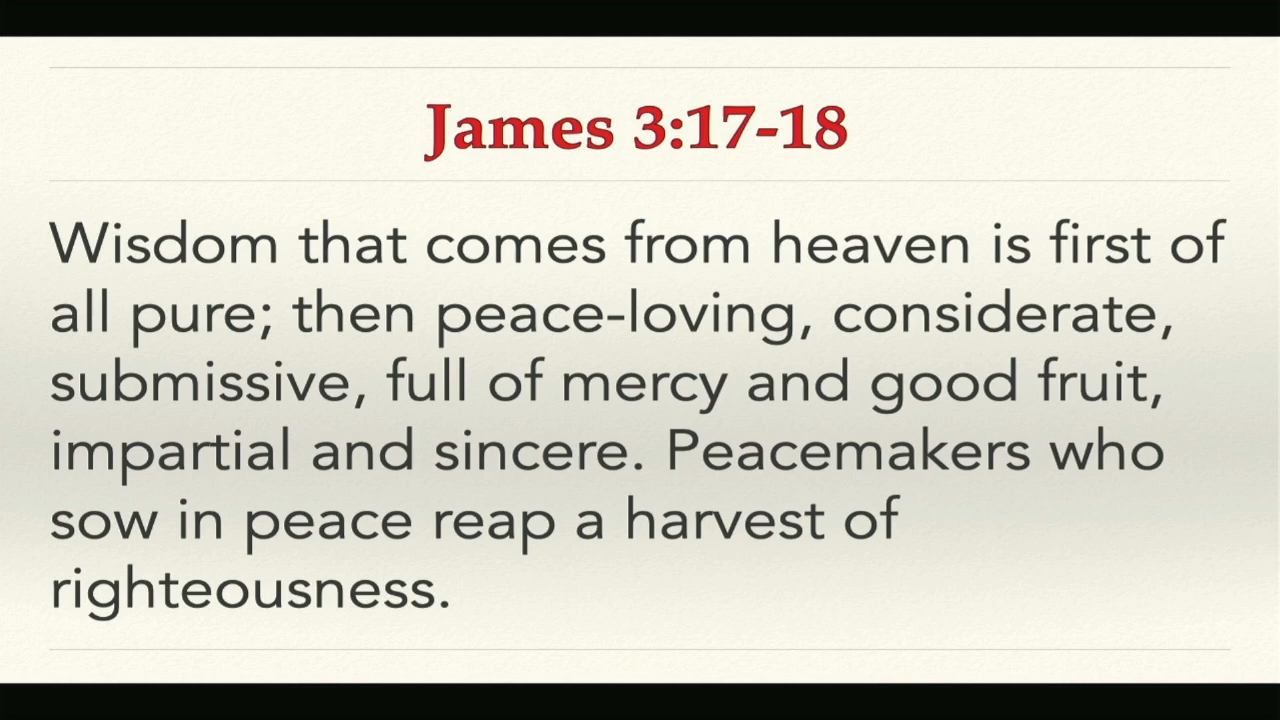 James 3:17-18
Wisdom that comes from heaven is first of
all pure; then peace-loving, considerate,
submissive, full of mercy and good fruit,
impartial and sincere. Peacemakers who
sow in peace reap a harvest of
righteousness.